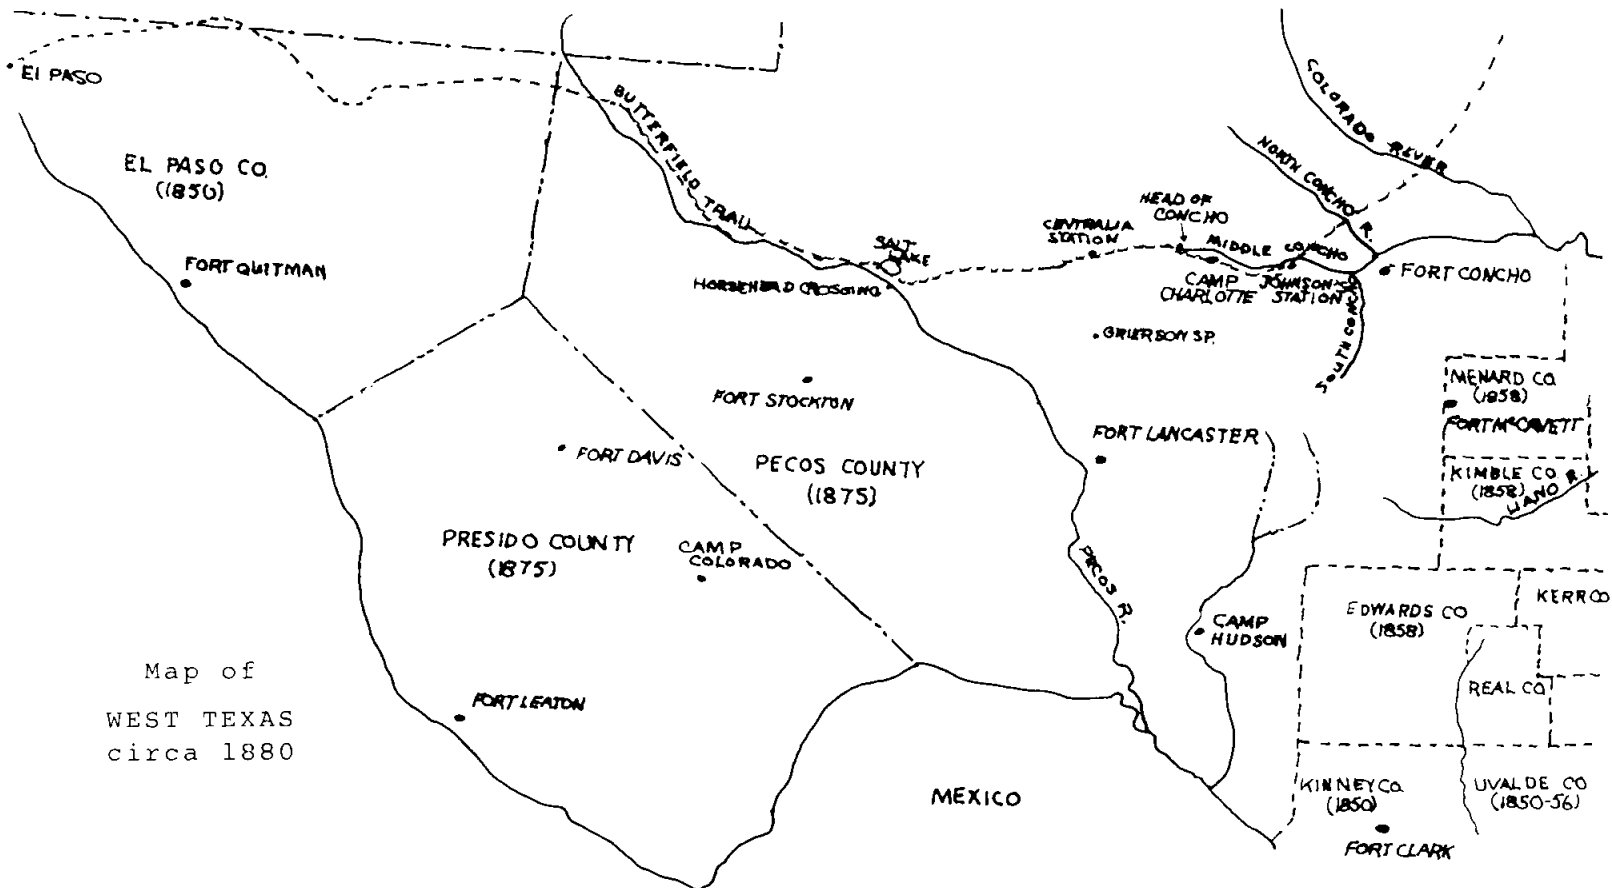 El PASO
EL PASO CO.
(1850)
FORT QUITMAN
BUTTERFIELD TRAIL
COLORADO RIVER
NORTH CONCHO R.
HEAD OF
CONCHO
CENTRALIA
STATION
SALT
LAKE
MIDDLE CONCHO
HORSEHEAD CROSSING
CAMP
CHARLOTTE
JOHNSON
STATION
FORT CONCHO
SOUTH CONCHO
GRIERSON SP.
MENARD CO.
(1858)
FORT McCAVETT
FORT STOCKTON
FORT DAVIS
PECOS COUNTY
(1875)
FORT LANCASTER
KIMBLE CO
(1858)
LLANO R.
PRESIDO COUNTY
(1875)
CAMP
COLORADO
PECOS R.
CAMP
HUDSON
EDWARDS CO
(1858)
KERR CO
REAL CO
Map of
WEST TEXAS
circa 1880
FORT LEATON
MEXICO
KINNEY CO.
(1850)
UVALDE CO
(1850-56)
FORT CLARK